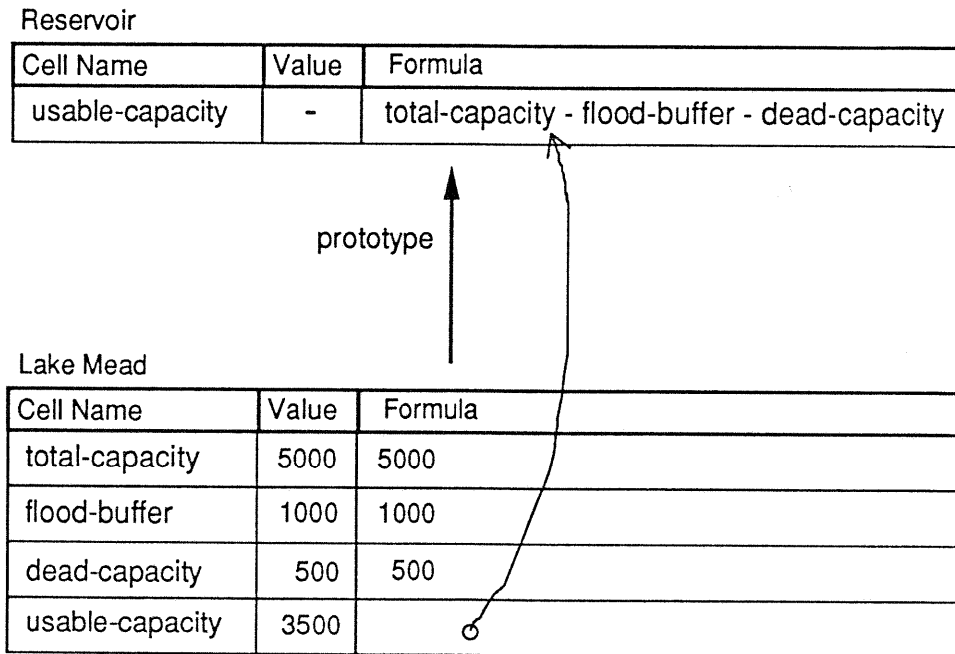 Reservoir
Cell Name Value Formula
usable-capacity - total-capacity - flood-buffer - dead-capacity
prototype
Lake Mead
Cell Name Value Formula
total-capacity 5000 5000
flood-buffer 1000 1000
dead-capacity 500 500
usable-capacity 3500